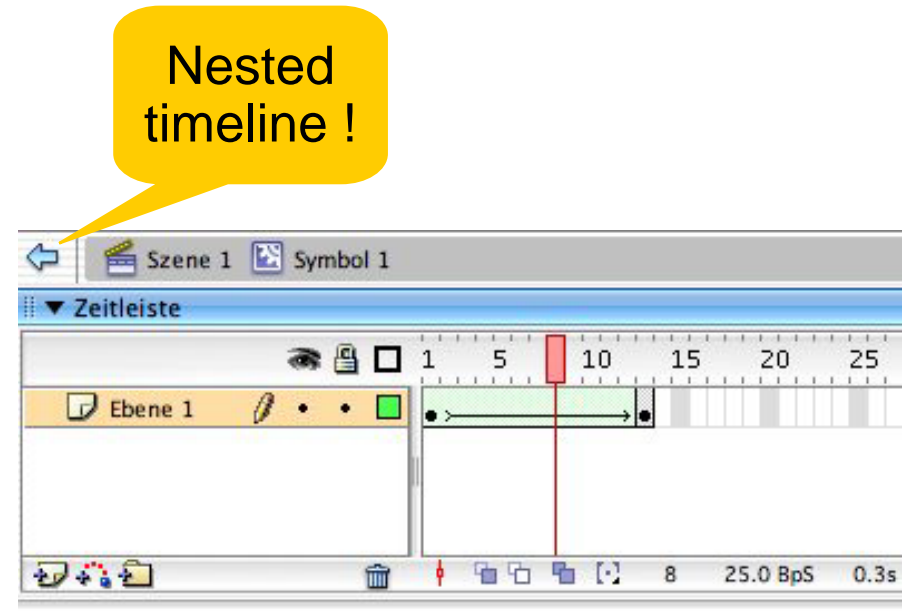 Nested
timeline !
Szene 1 Symbol 1
Zeitleiste
1 5 10 15 20 25
Ebene 1
8 25.0 BpS 0.3s